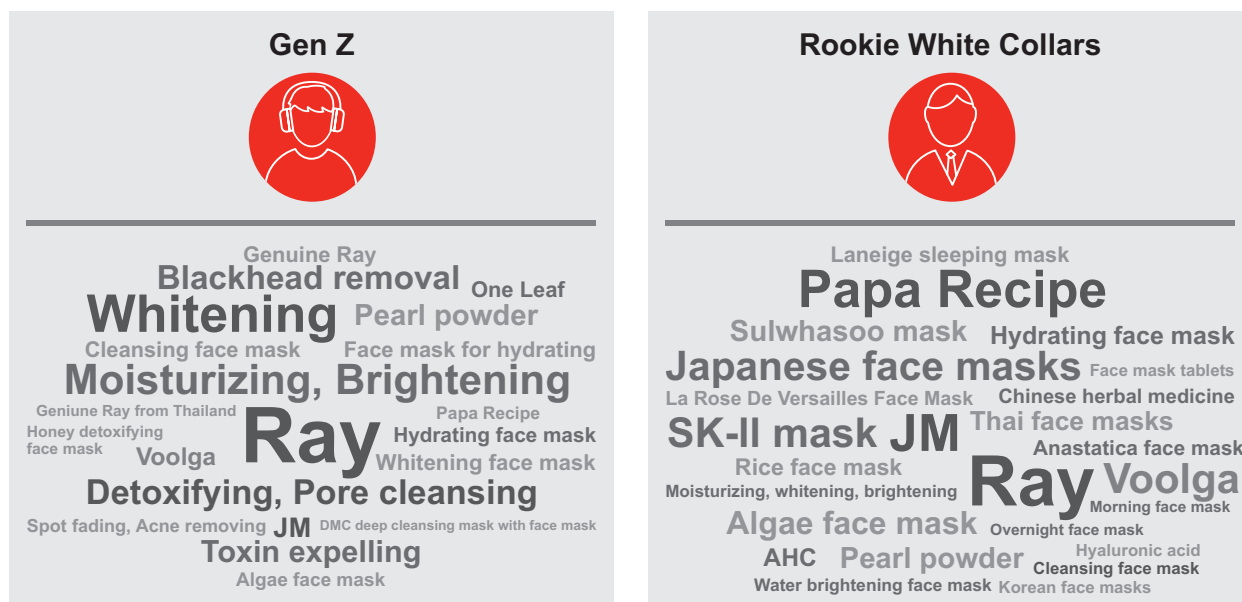 Gen Z
Genuine Ray
Blackhead removal
One Leaf
Whitening
Pearl powder
Cleansing face mask
Face mask for hydrating
Moisturizing, Brightening
Geniune Ray from Thailand
Ray
Papa Recipe
Honey detoxifying
face mask
Voolga
Hydrating face mask
Whitening face mask
Detoxifying, Pore cleansing
Spot fading, Acne removing
JM
DMC deep cleansing mask with face mask
Toxin expelling
Algae face mask
Rookie White Collars
Laneige sleeping mask
Papa Recipe
Sulwhasoo mask
Hydrating face mask
Japanese face masks
Face mask tablets
La Rose De Versailles Face Mask
Chinese herbal medicine
SK-II mask
JM
Thai face masks
Anastatica face mask
Rice face mask
Ray
Voolga
Moisturizing, whitening, brightening
Morning face mask
Algae face mask
Overnight face mask
AHC
Pearl powder
Hyaluronic acid
Cleansing face mask
Water brightening face mask
Korean face masks